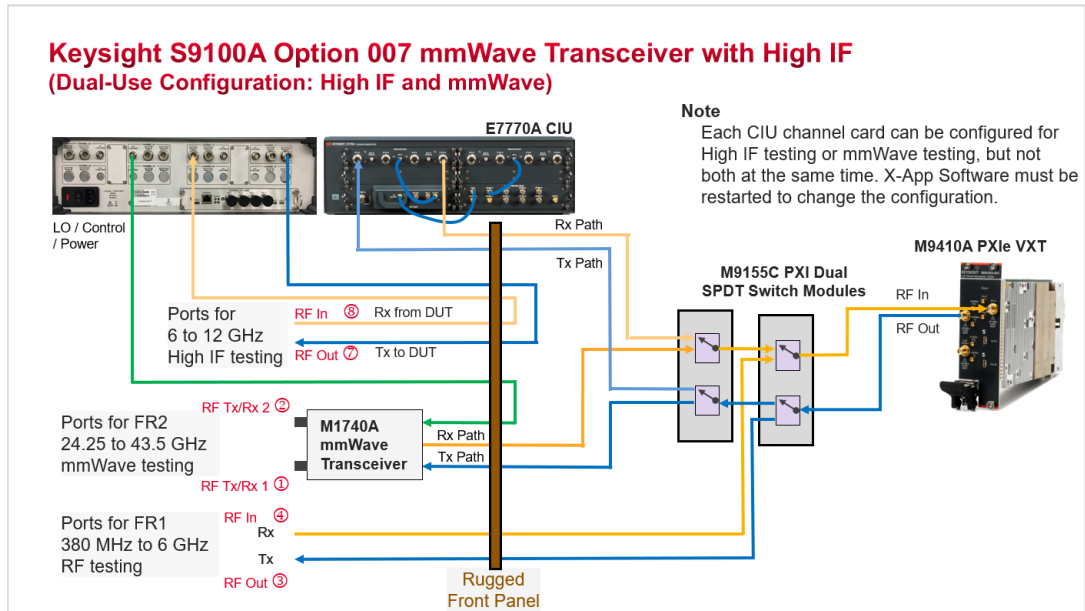 Keysight S9100A Option 007 mmWave Transceiver with High IF
(Dual-Use Configuration: High IF and mmWave)
Note
Each CIU channel card can be configured for
High IF testing or mmWave testing, but not
both at the same time. X-App Software must be
restarted to change the configuration.
E7770A CIU
LO / Control
/ Power
Rx Path
Tx Path
M9410A PXIe VXT
M9155C PXI Dual
SPDT Switch Modules
RF In
RF Out
Ports for
6 to 12 GHz
High IF testing
RF In ⑧ Rx from DUT
RF Out ⑦ Tx to DUT
Ports for FR2
24.25 to 43.5 GHz
mmWave testing
RF Tx/Rx 2 ②
M1740A
mmWave
Transceiver
Rx Path
Tx Path
RF Tx/Rx 1 ①
Ports for FR1
380 MHz to 6 GHz
RF testing
RF In ④
Rx
Tx
RF Out ③
Rugged
Front Panel